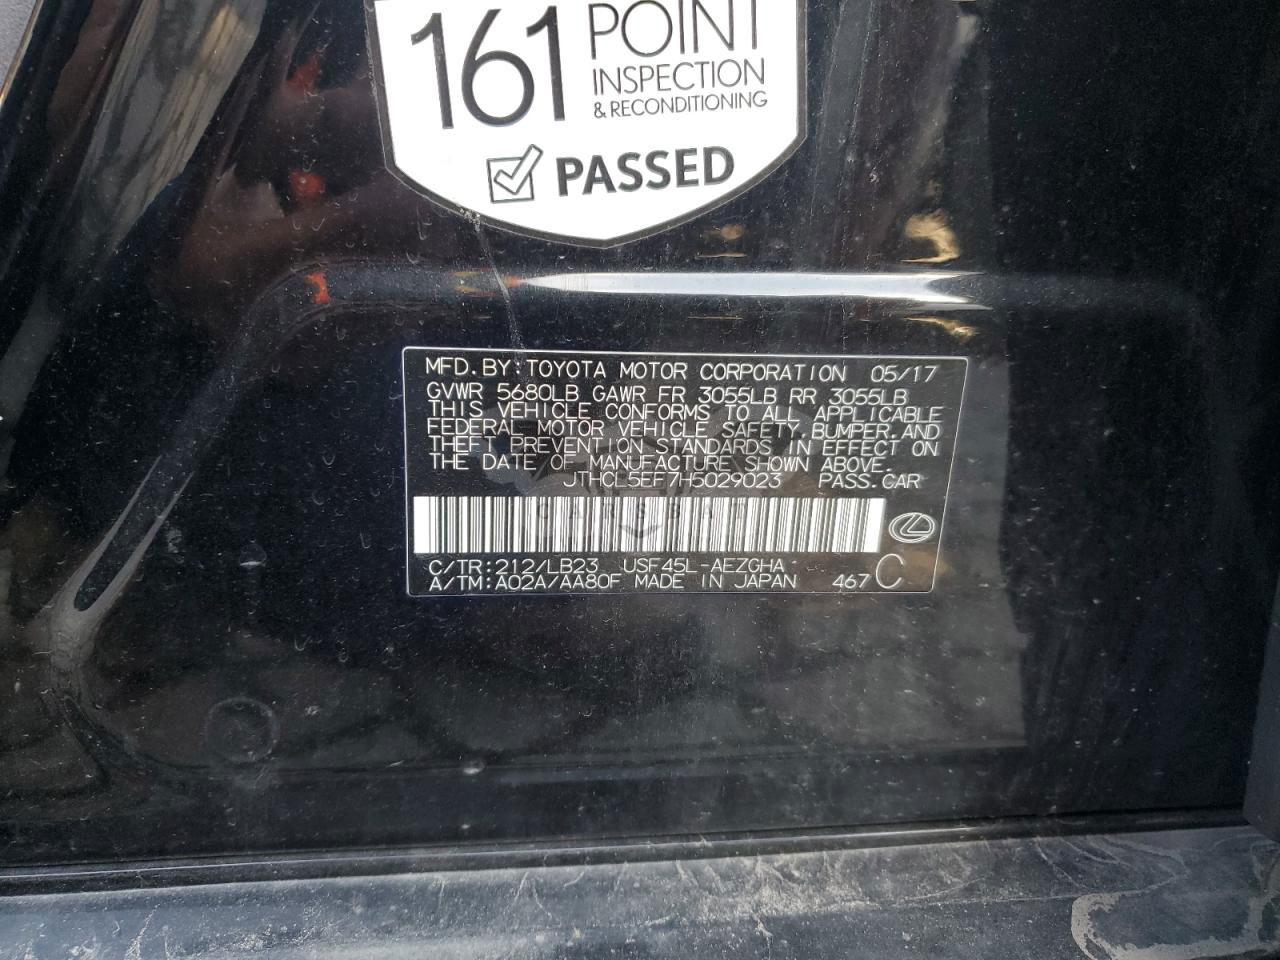 161 POINT
INSPECTION
& RECONDITIONING
PASSED
MFD. BY: TOYOTA MOTOR CORPORATION 05/17
GVWR 5680LB GAWR FR 3055LB RR 3055LB
THIS VEHICLE CONFORMS TO ALL APPLICABLE
FEDERAL MOTOR VEHICLE SAFETY, BUMPER, AND
THEFT PREVENTION STANDARDS IN EFFECT ON
THE DATE OF MANUFACTURE SHOWN ABOVE.
JTHCL5EF7H5029023 PASS. CAR
CARSBAT
C/TR: 212/LB23 USF45L-AEZGHA
A/TM: A02A/AA80F MADE IN JAPAN 467 C